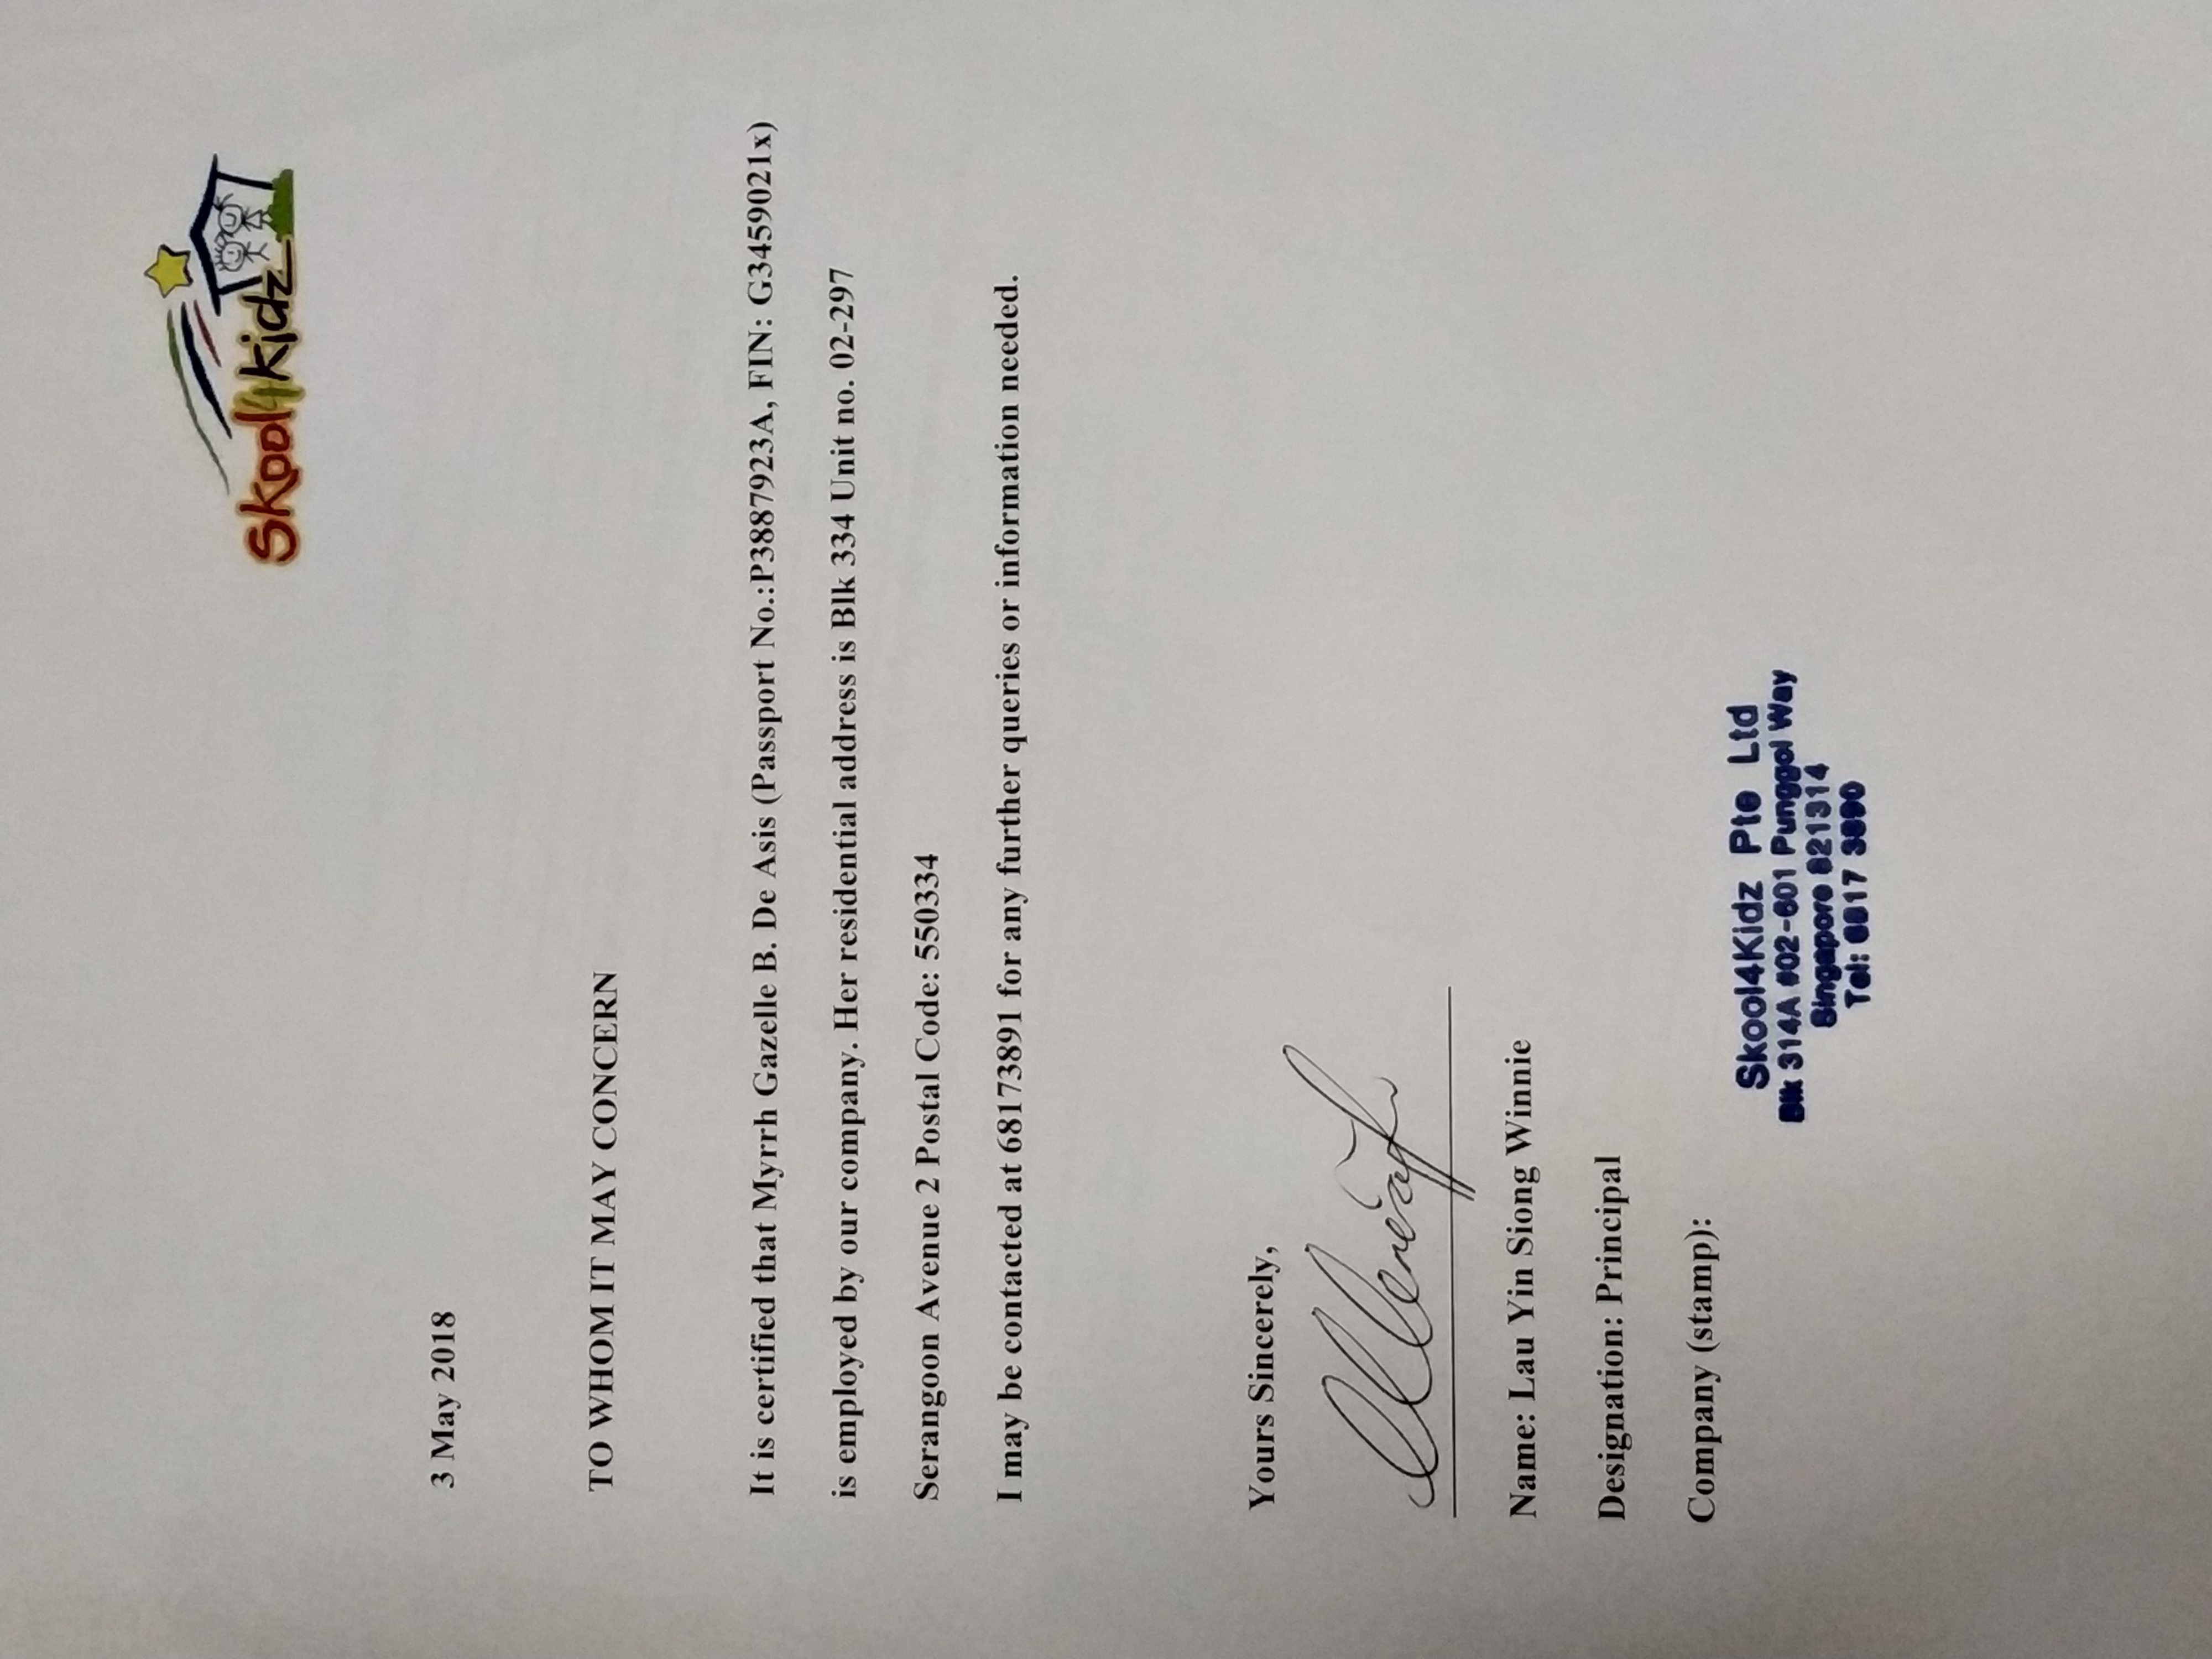 Skool4kidz
3 May 2018
TO WHOM IT MAY CONCERN
It is certified that Myrrh Gazelle B. De Asis (Passport No.:P3887923A, FIN: G3459021x)
is employed by our company. Her residential address is Blk 334 Unit no. 02-297
Serangoon Avenue 2 Postal Code: 550334
I may be contacted at 68173891 for any further queries or information needed.
Yours Sincerely,
Name: Lau Yin Siong Winnie
Designation: Principal
Company (stamp):
Skool4Kidz Pte Ltd
Blk 314A #02-601 Punggol Way
Singapore 821314
Tel: 6817 3890